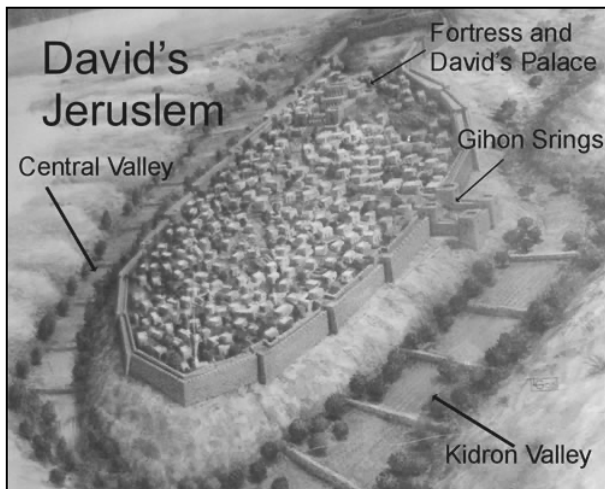 David's
Jeruslem
Fortress and
David's Palace
Central Valley
Gihon Srings
Kidron Valley